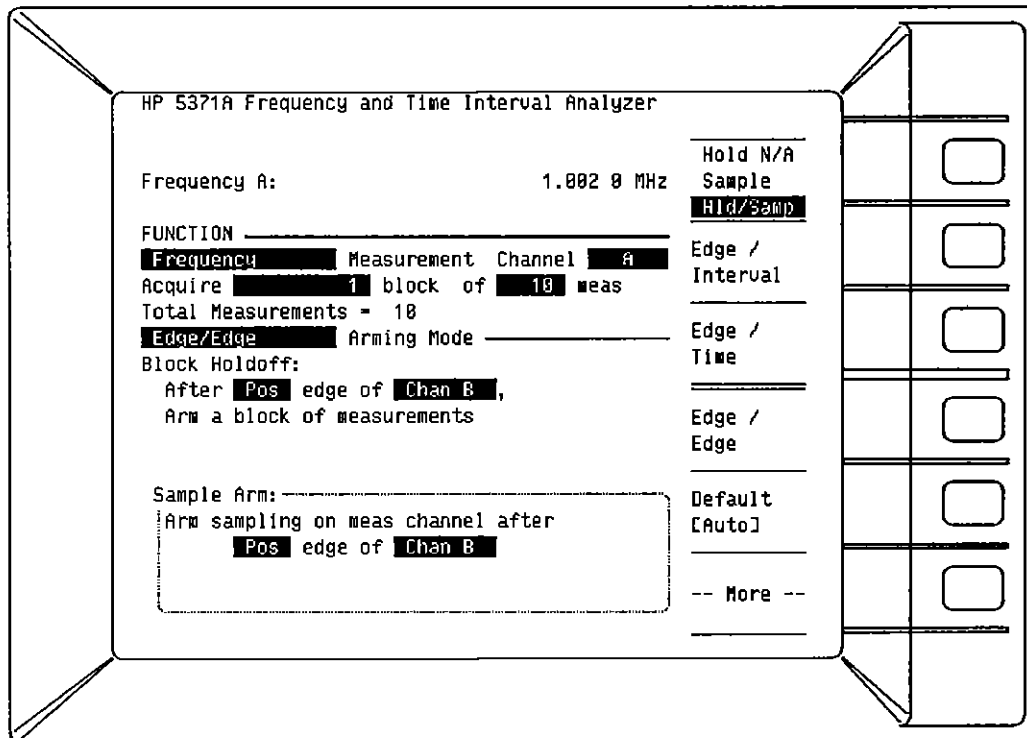 HP 5371A Frequency and Time Interval Analyzer
Frequency A: 1.002 0 MHz
FUNCTION
Frequency Measurement Channel A
Acquire 1 block of 10 meas
Total Measurements = 10
Edge/Edge Arming Mode
Block Holdoff:
After Pos edge of Chan B ,
Arm a block of measurements
Sample Arm:
Arm sampling on meas channel after
Pos edge of Chan B
Hold N/A
Sample
Hld/Samp
Edge /
Interval
Edge /
Time
Edge /
Edge
Default
[Auto]
-- More --